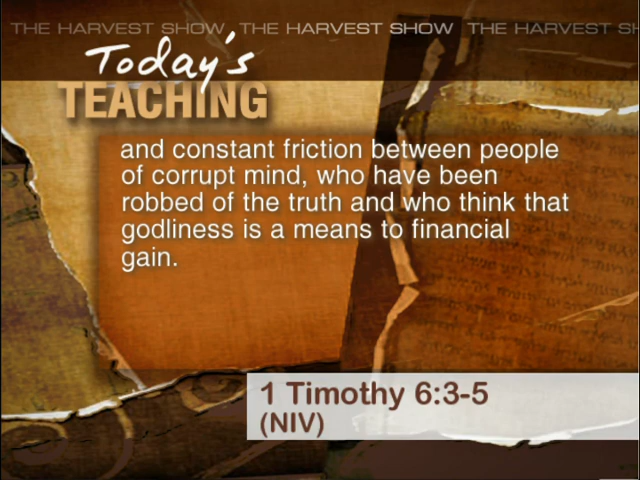 THE HARVEST SHOW THE HARVEST SHOW THE HARVEST SH
Today's
TEACHING
and constant friction between people
of corrupt mind, who have been
robbed of the truth and who think that
godliness is a means to financial
gain.
1 Timothy 6:3-5
(NIV)